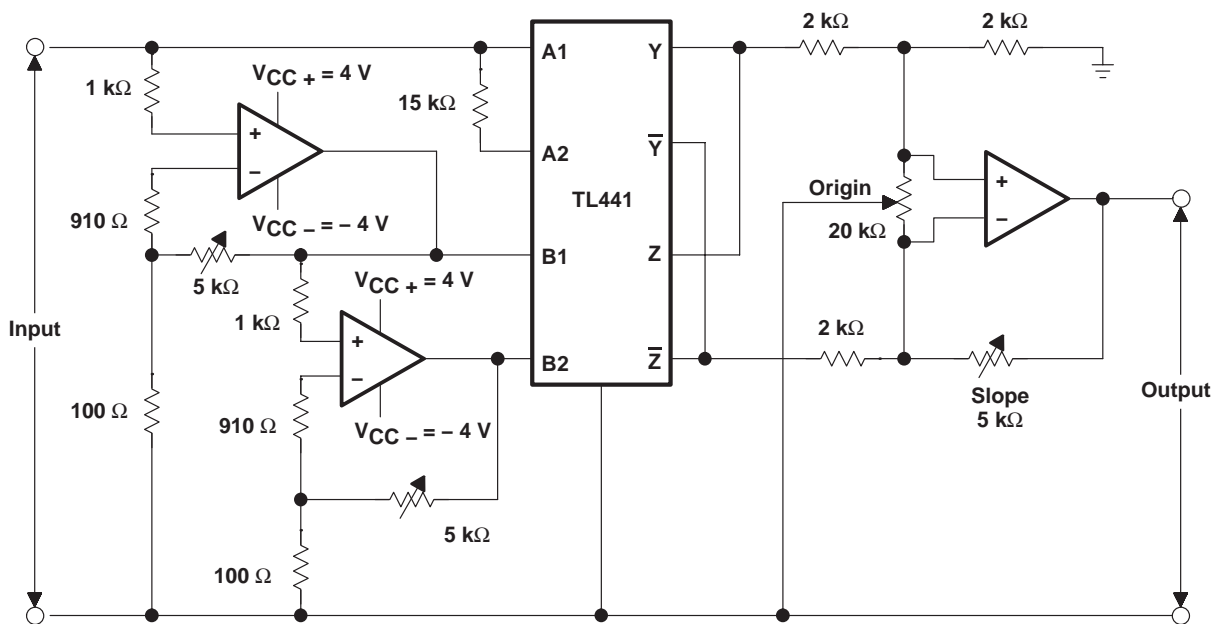 2 kΩ
2 kΩ
A1
Y
1 kΩ
VCC + = 4 V
15 kΩ
+
–
A2
Y
Origin
20 kΩ
+
–
TL441
910 Ω
VCC – = – 4 V
B1
Z
5 kΩ
VCC + = 4 V
Input
1 kΩ
+
–
2 kΩ
B2
Z
Slope
5 kΩ
Output
100 Ω
910 Ω
VCC – = – 4 V
5 kΩ
100 Ω